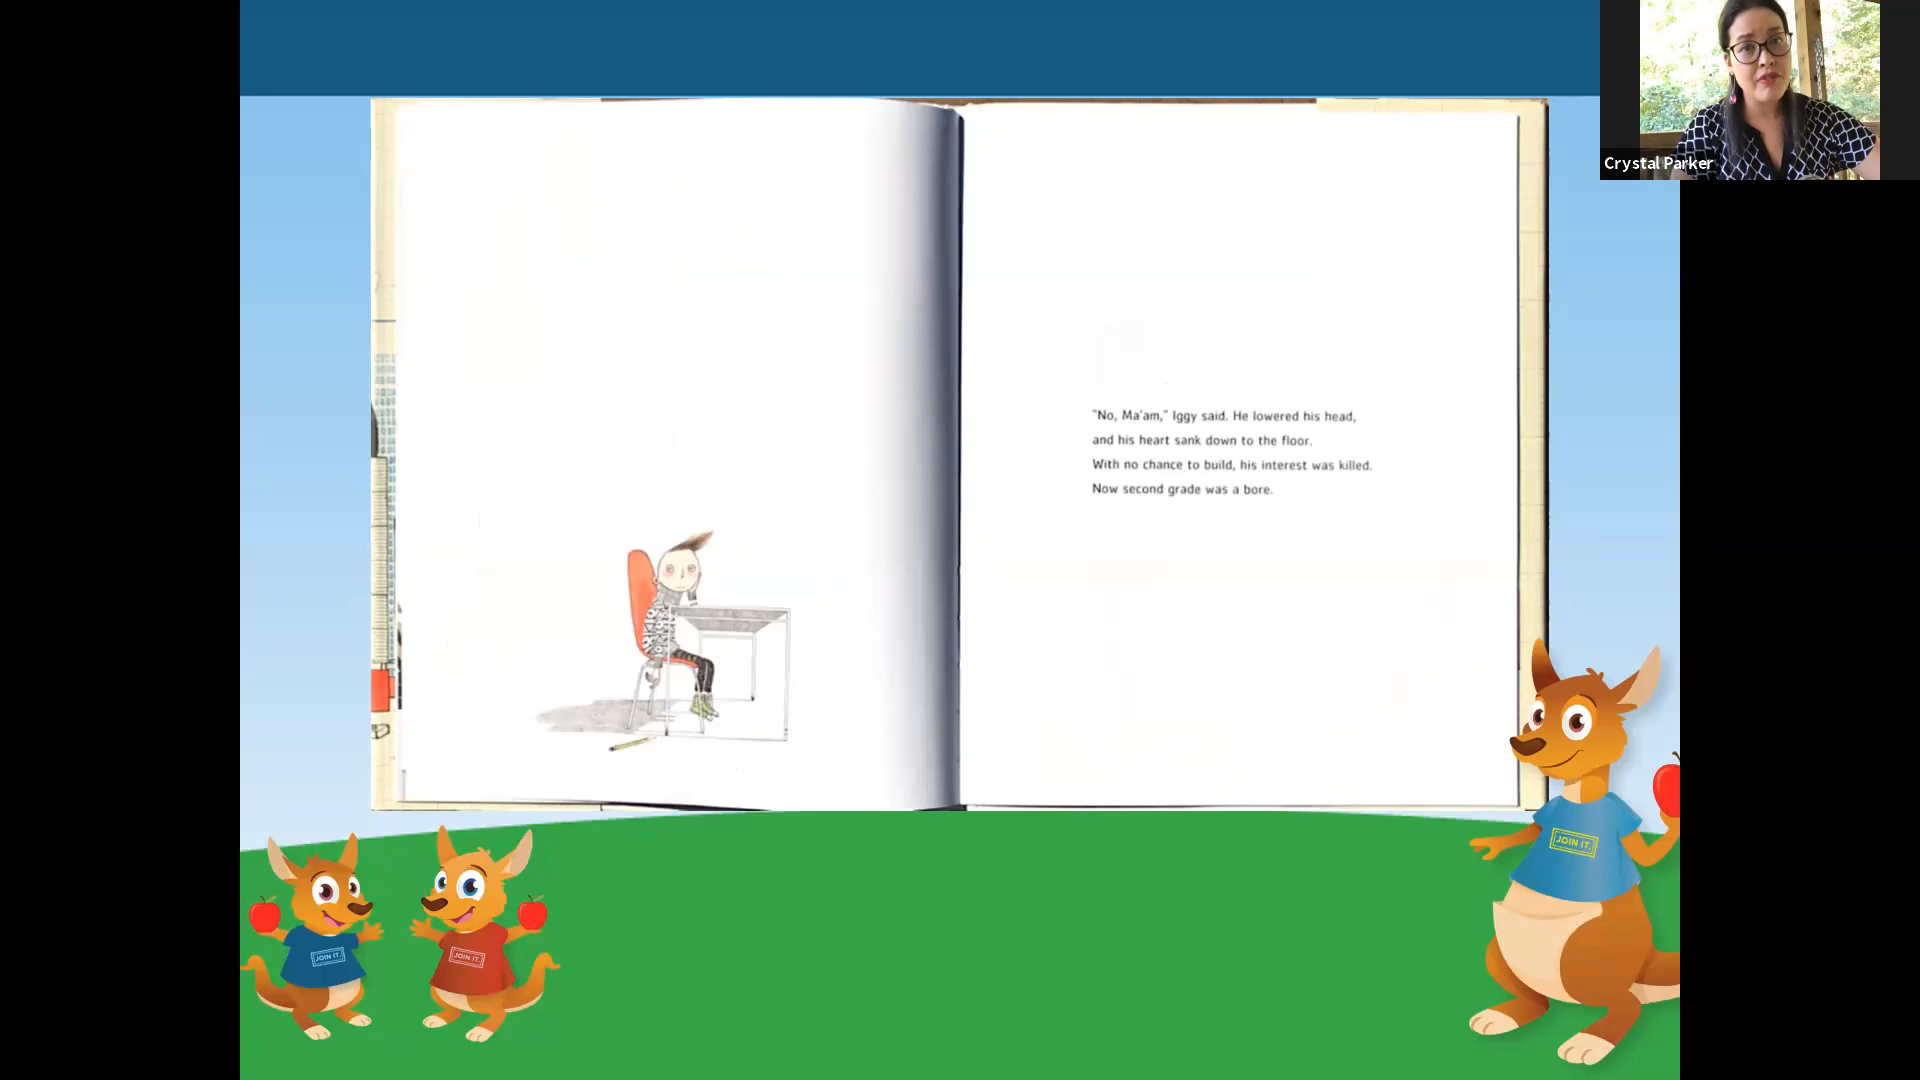 Crystal Parker
"No, Ma'am," Iggy said. He lowered his head,
and his heart sank down to the floor.
With no chance to build, his interest was killed.
Now second grade was a bore.
JOIN IT.
JOIN IT.
JOIN IT.